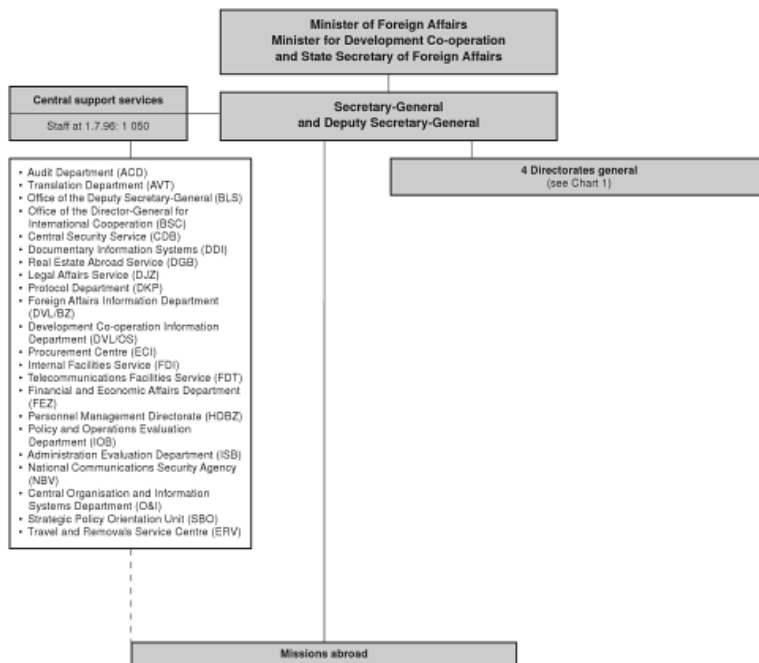 Minister of Foreign Affairs
Minister for Development Co-operation
and State Secretary of Foreign Affairs
Central support services
Staff at 1.7.96: 1 050
Secretary-General
and Deputy Secretary-General
4 Directorates general
(see Chart 1)
• Audit Department (ACD)
• Translation Department (AVT)
• Office of the Deputy Secretary-General (BLS)
• Office of the Director-General for
International Cooperation (BSC)
• Central Security Service (CDB)
• Documentary Information Systems (DDI)
• Real Estate Abroad Service (DGB)
• Legal Affairs Service (DJZ)
• Protocol Department (DKP)
• Foreign Affairs Information Department
(DVL/BZ)
• Development Co-operation Information
Department (DVL/OS)
• Procurement Centre (ECI)
• Internal Facilities Service (FDI)
• Telecommunications Facilities Service (FDT)
• Financial and Economic Affairs Department
(FEZ)
• Personnel Management Directorate (HDBZ)
• Policy and Operations Evaluation
Department (IOB)
• Administration Evaluation Department (ISB)
• National Communications Security Agency
(NBV)
• Central Organisation and Information
Systems Department (O&I)
• Strategic Policy Orientation Unit (SBO)
• Travel and Removals Service Centre (ERV)
Missions abroad